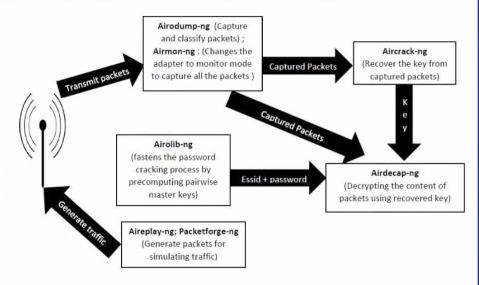 Airodump-ng (Capture
and classify packets) ;
Airmon-ng : (Changes the
adapter to monitor mode
to capture all the packets )
Transmit packets
Captured Packets
Aircrack-ng
(Recover the key from
captured packets)
Captured Packets
K
e
y
Airolib-ng
(fastens the password
cracking process by
precomputing pairwise
master keys)
Essid + password
Airdecap-ng
(Decrypting the content of
packets using recovered key)
Generate traffic
Aireplay-ng; Packetforge-ng
(Generate packets for
simulating traffic)